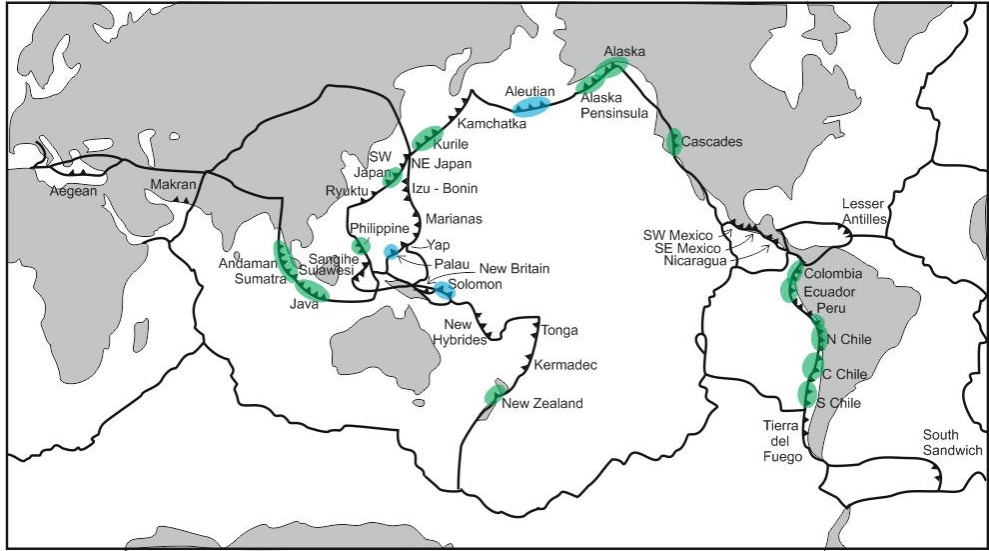 Alaska
Aleutian
Alaska
Pensinsula
Kamchatka
Kurile
Cascades
SW
Japan
NE Japan
Makran
Aegean
Ryuktu
Izu - Bonin
Lesser
Antilles
Marianas
Philippine
SW Mexico
SE Mexico
Nicaragua
Yap
Sangihe
Sulawesi
Palau
Andaman
Sumatra
New Britain
Colombia
Solomon
Ecuador
Java
Peru
New
Hybrides
Tonga
N Chile
Kermadec
C Chile
New Zealand
S Chile
Tierra
del
Fuego
South
Sandwich